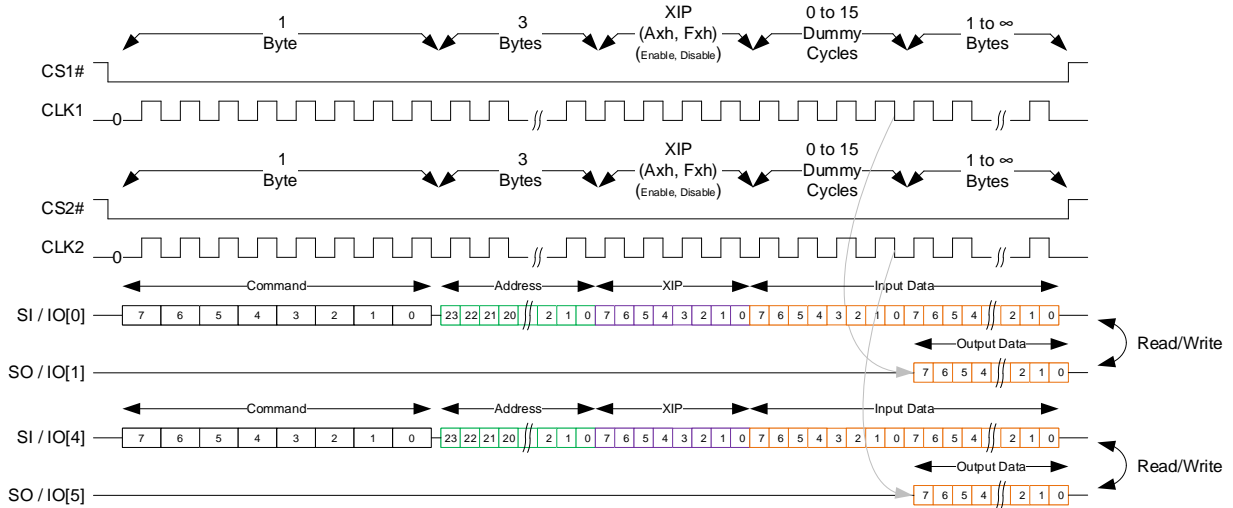 1 Byte 3 Bytes XIP (Axh, Fxh) (Enable, Disable) 0 to 15 Dummy Cycles 1 to ∞ Bytes
CS1#
CLK1 0
1 Byte 3 Bytes XIP (Axh, Fxh) (Enable, Disable) 0 to 15 Dummy Cycles 1 to ∞ Bytes
CS2#
CLK2 0
Command Address XIP Input Data
SI / IO[0] 7 6 5 4 3 2 1 0 23 22 21 20 2 1 0 7 6 5 4 3 2 1 0 7 6 5 4 3 2 1 0 7 6 5 4 2 1 0
Output Data Read/Write
SO / IO[1] 7 6 5 4 2 1 0
Command Address XIP Input Data
SI / IO[4] 7 6 5 4 3 2 1 0 23 22 21 20 2 1 0 7 6 5 4 3 2 1 0 7 6 5 4 3 2 1 0 7 6 5 4 2 1 0
Output Data Read/Write
SO / IO[5] 7 6 5 4 2 1 0